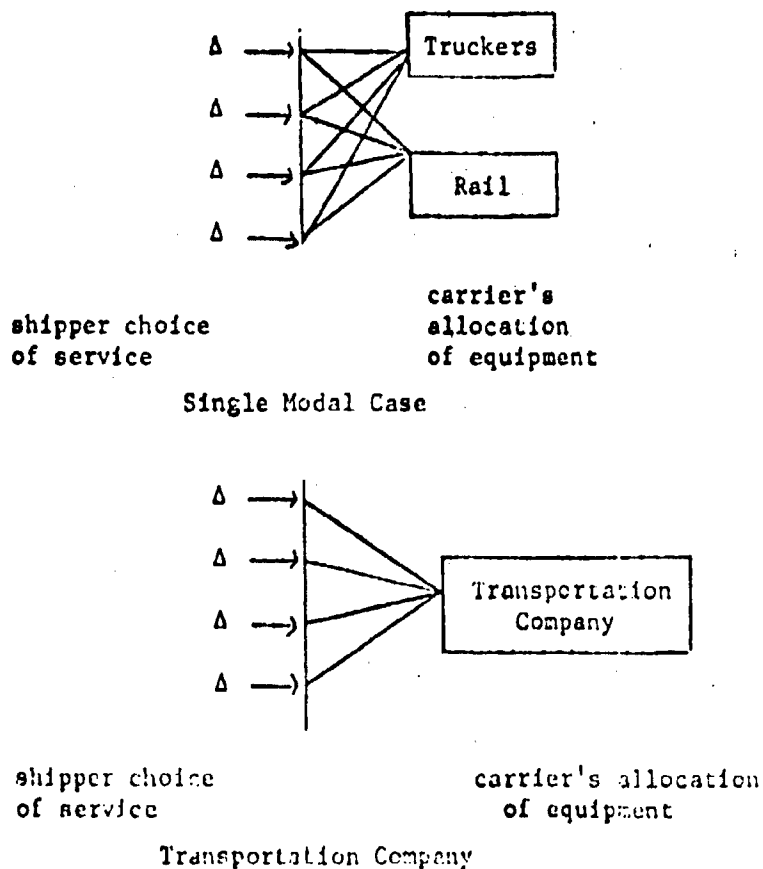 Δ
Truckers
Δ
Δ
Rail
Δ
shipper choice
of service
carrier's
allocation
of equipment
Single Modal Case
Δ
Δ
Transportation
Company
Δ
Δ
shipper choice
of service
carrier's allocation
of equipment
Transportation Company